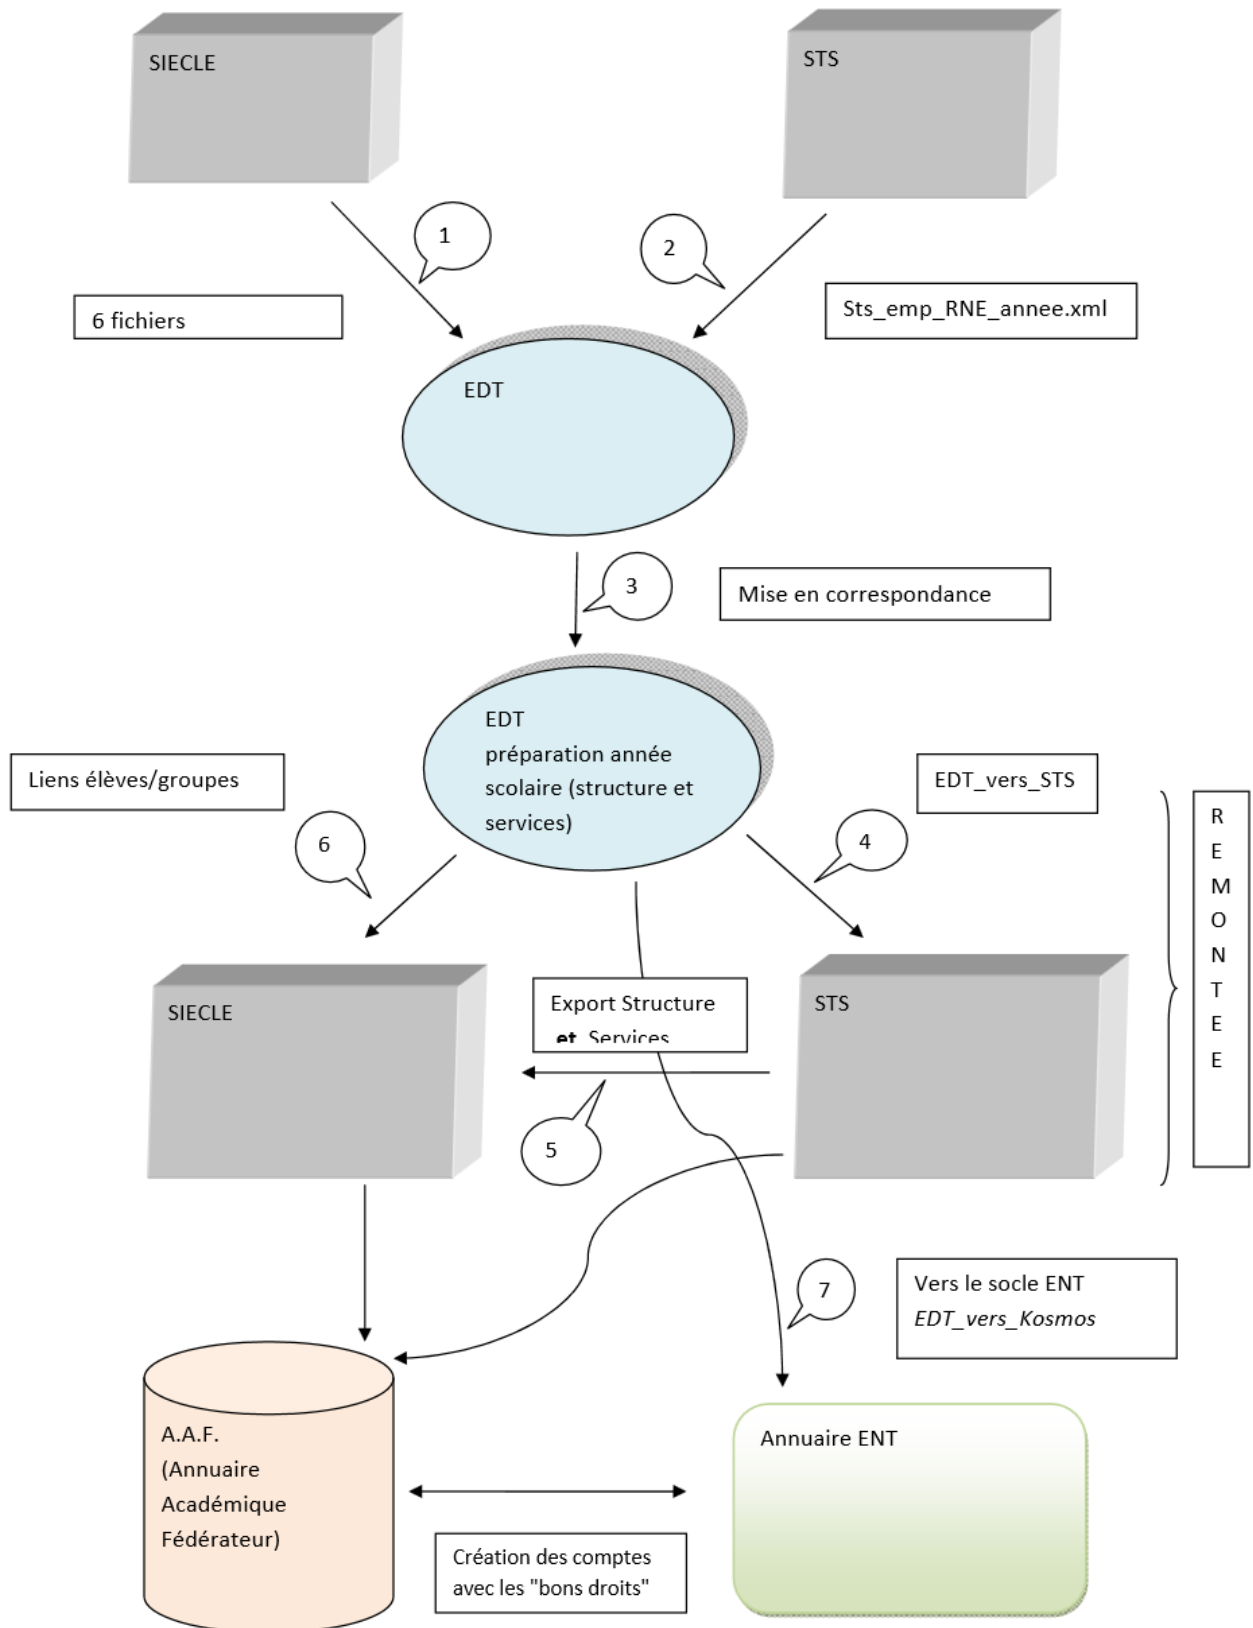 SIECLE
STS
1
2
6 fichiers
Sts_emp_RNE_annee.xml
EDT
3
Mise en correspondance
EDT
préparation année
scolaire (structure et
services)
Liens élèves/groupes
EDT_vers_STS
6
4
R
E
M
O
N
T
E
E
SIECLE
Export Structure
et Services
STS
5
7
Vers le socle ENT
EDT_vers_Kosmos
A.A.F.
(Annuaire
Académique
Fédérateur)
Annuaire ENT
Création des comptes
avec les "bons droits"